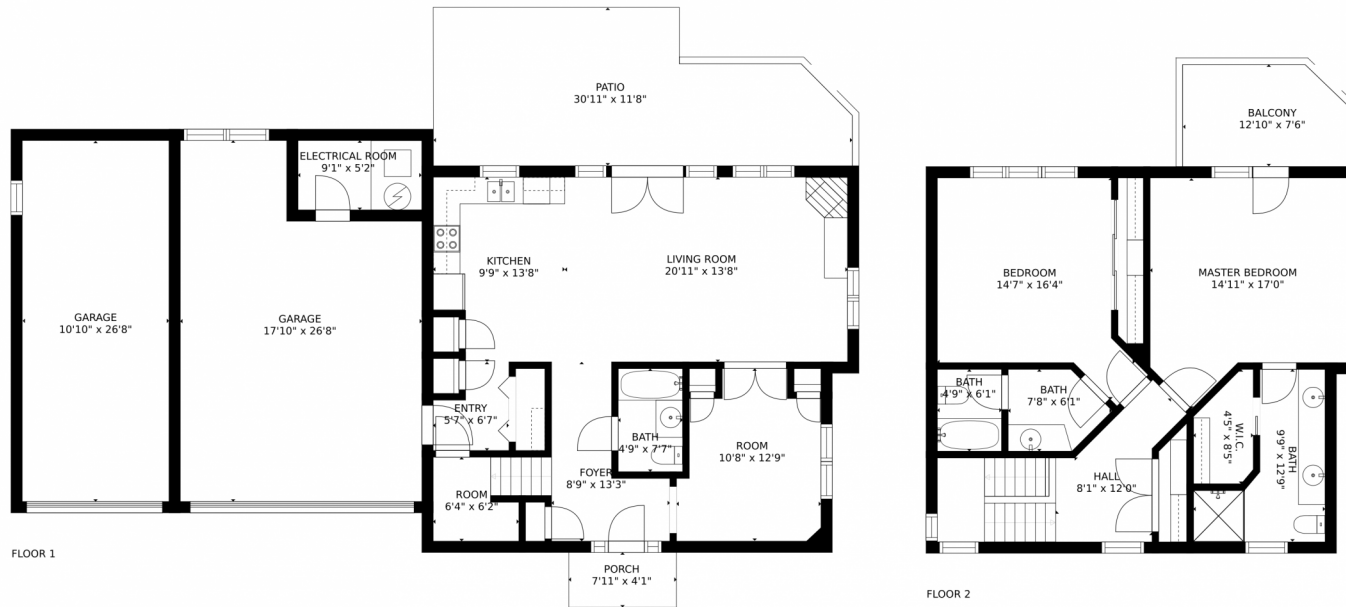 PATIO
30'11" x 11'8"
ELECTRICAL ROOM
9'1" x 5'2"
KITCHEN
9'9" x 13'8"
LIVING ROOM
20'11" x 13'8"
GARAGE
10'10" x 26'8"
GARAGE
17'10" x 26'8"
ENTRY
5'7" x 6'7"
BATH
4'9" x 7'7"
ROOM
10'8" x 12'9"
FOYER
8'9" x 13'3"
ROOM
6'4" x 6'2"
PORCH
7'11" x 4'1"
FLOOR 1
BALCONY
12'10" x 7'6"
BEDROOM
14'7" x 16'4"
MASTER BEDROOM
14'11" x 17'0"
BATH
4'9" x 6'1"
BATH
7'8" x 6'1"
W.I.C.
4'5" x 8'5"
BATH
9'9" x 12'9"
HALL
8'1" x 12'0"
FLOOR 2